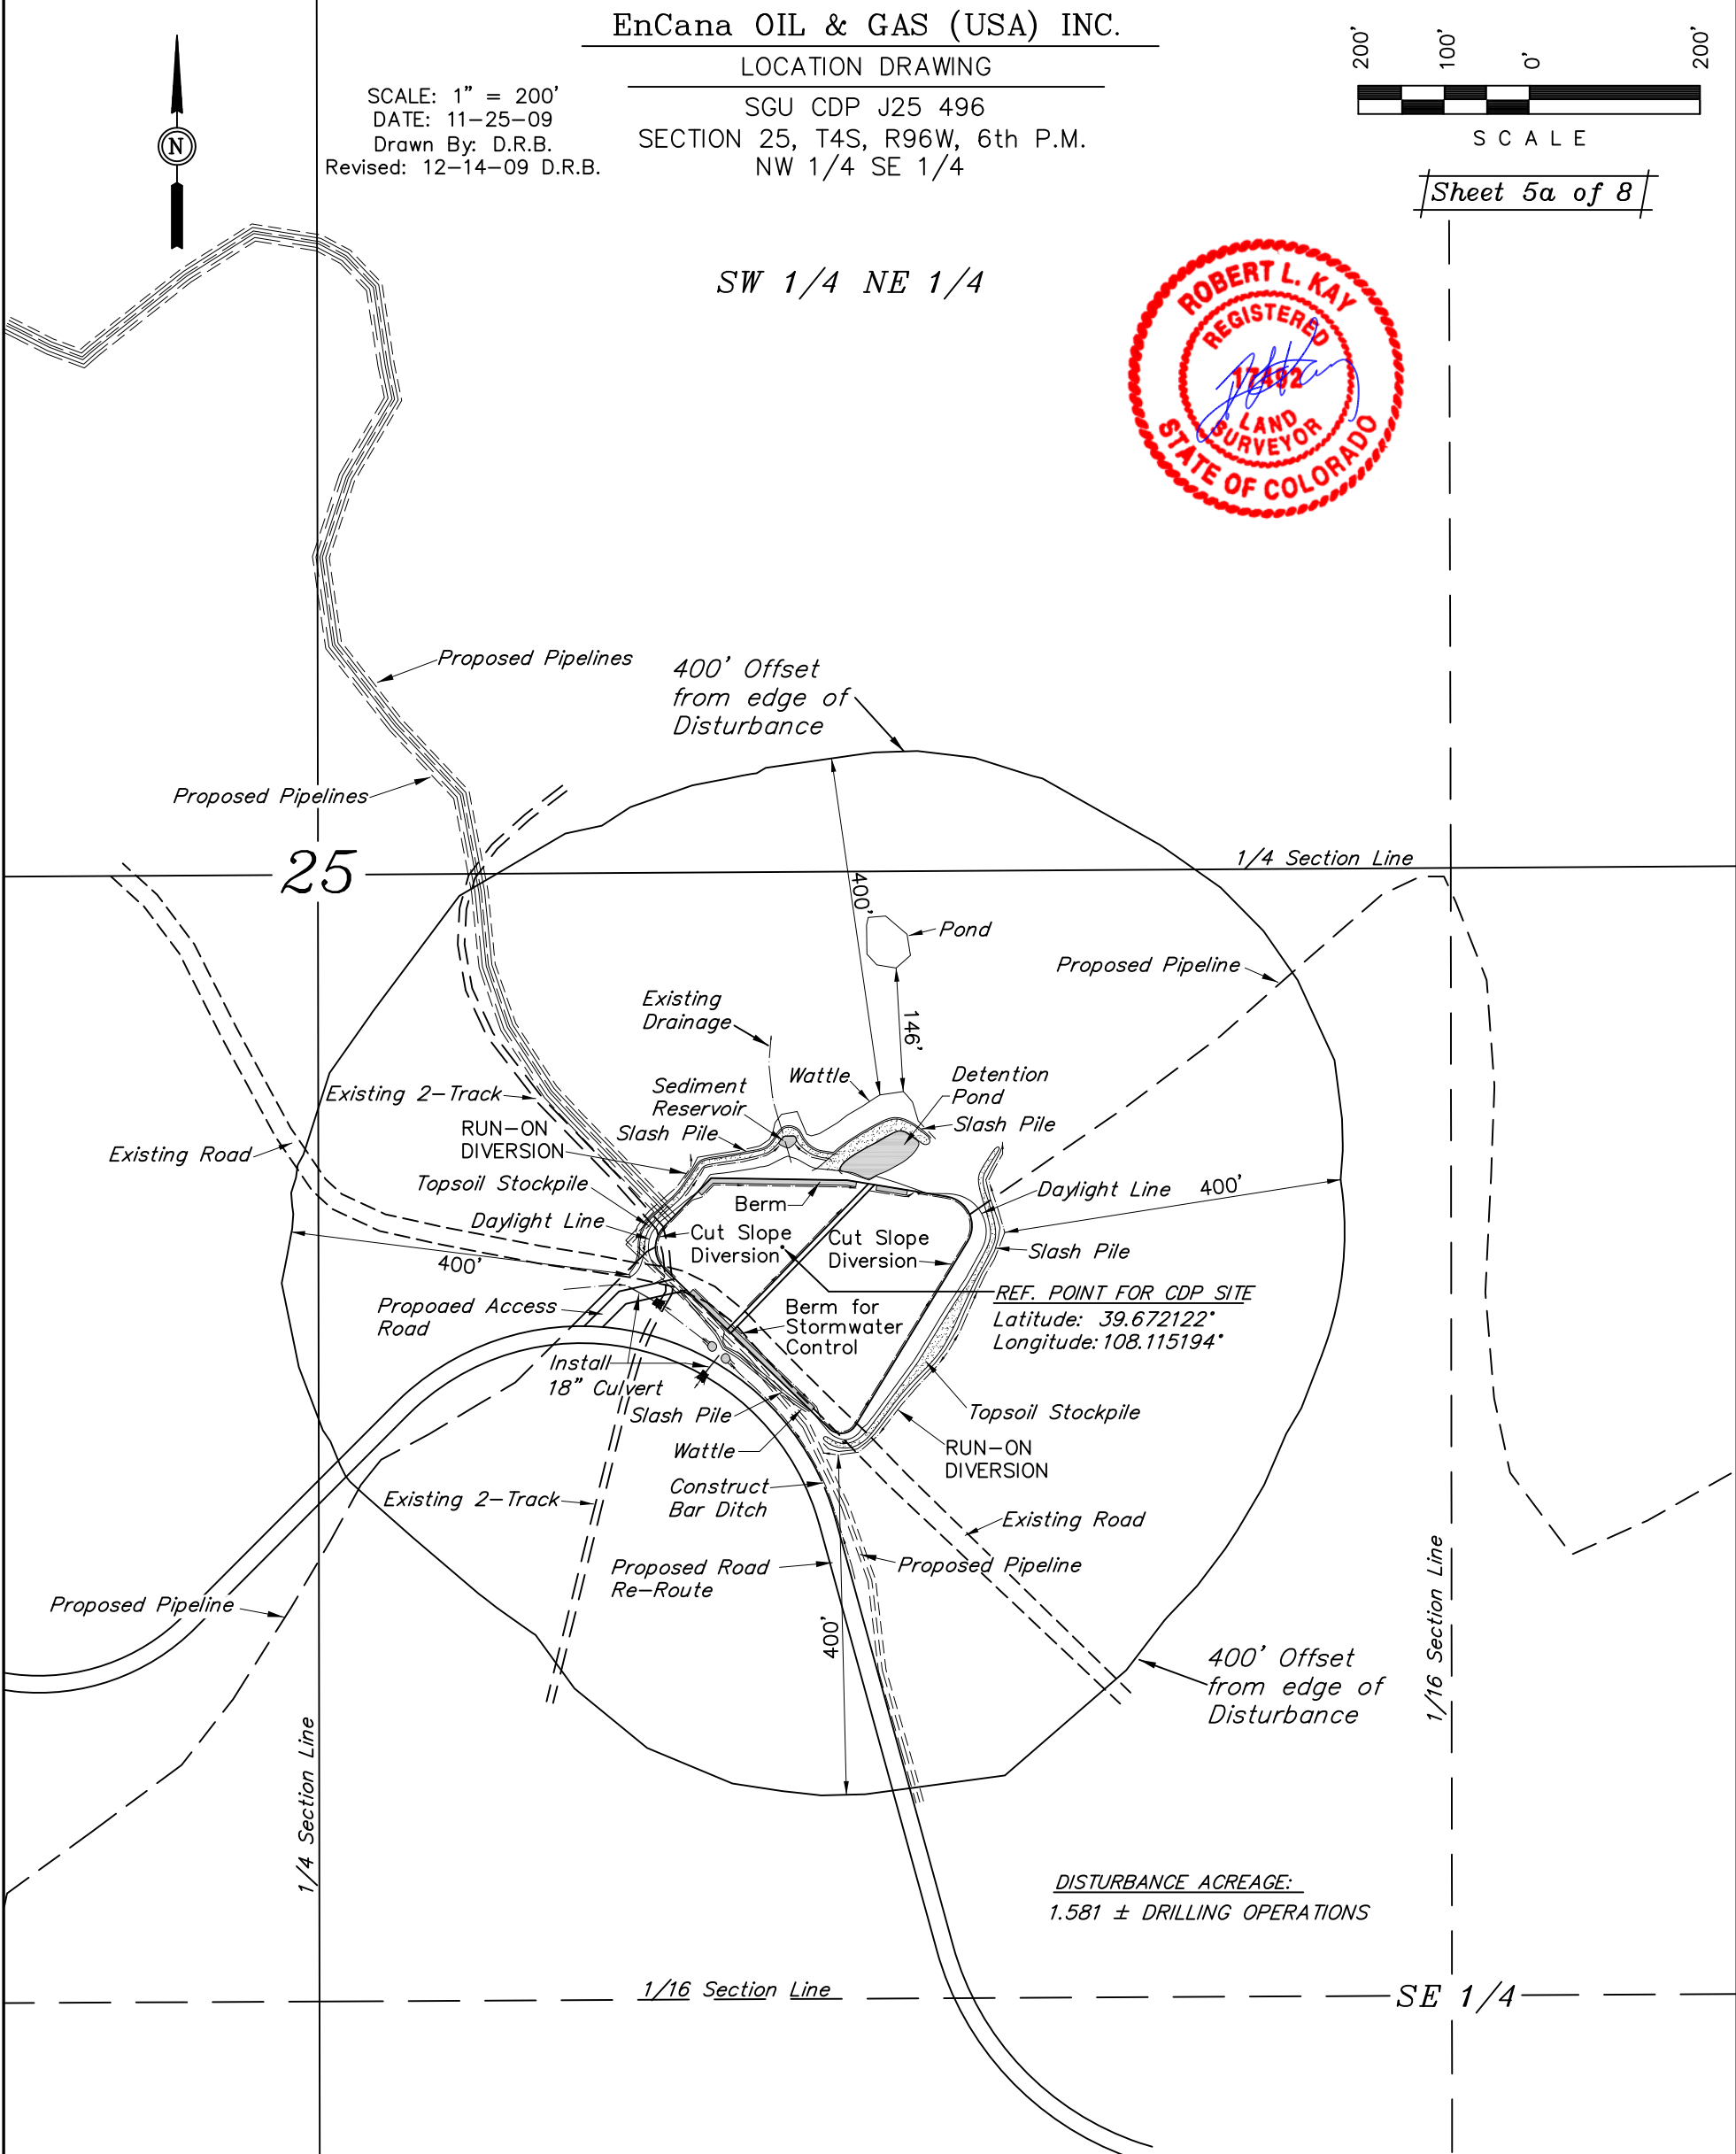 EnCana OIL & GAS (USA) INC.
LOCATION DRAWING
SGU CDP J25 496
SECTION 25, T4S, R96W, 6th P.M.
NW 1/4 SE 1/4
SCALE: 1" = 200'
DATE: 11-25-09
Drawn By: D.R.B.
Revised: 12-14-09 D.R.B.
N
200'
100'
0'
200'
SCALE
Sheet 5a of 8
SW 1/4 NE 1/4
ROBERT L. KAY
REGISTERED
17492
LAND
SURVEYOR
STATE OF COLORADO
Proposed Pipelines
400' Offset
from edge of
Disturbance
Proposed Pipelines
25
1/4 Section Line
400'
Pond
Proposed Pipeline
Existing
Drainage
146'
Wattle
Detention
Pond
Sediment
Reservoir
Existing 2-Track
Slash Pile
RUN-ON
DIVERSION
Slash Pile
Existing Road
Topsoil Stockpile
Berm
Daylight Line
400'
Daylight Line
Cut Slope
Diversion
Cut Slope
Diversion
Slash Pile
400'
REF. POINT FOR CDP SITE
Latitude: 39.672122°
Longitude: 108.115194°
Propoaed Access
Road
Berm for
Stormwater
Control
Install
18" Culvert
Slash Pile
Topsoil Stockpile
Wattle
RUN-ON
DIVERSION
Construct
Bar Ditch
Existing 2-Track
Existing Road
Proposed Road
Re-Route
Proposed Pipeline
Proposed Pipeline
400'
1/16 Section Line
400' Offset
from edge of
Disturbance
1/4 Section Line
DISTURBANCE ACREAGE:
1.581 ± DRILLING OPERATIONS
1/16 Section Line
SE 1/4